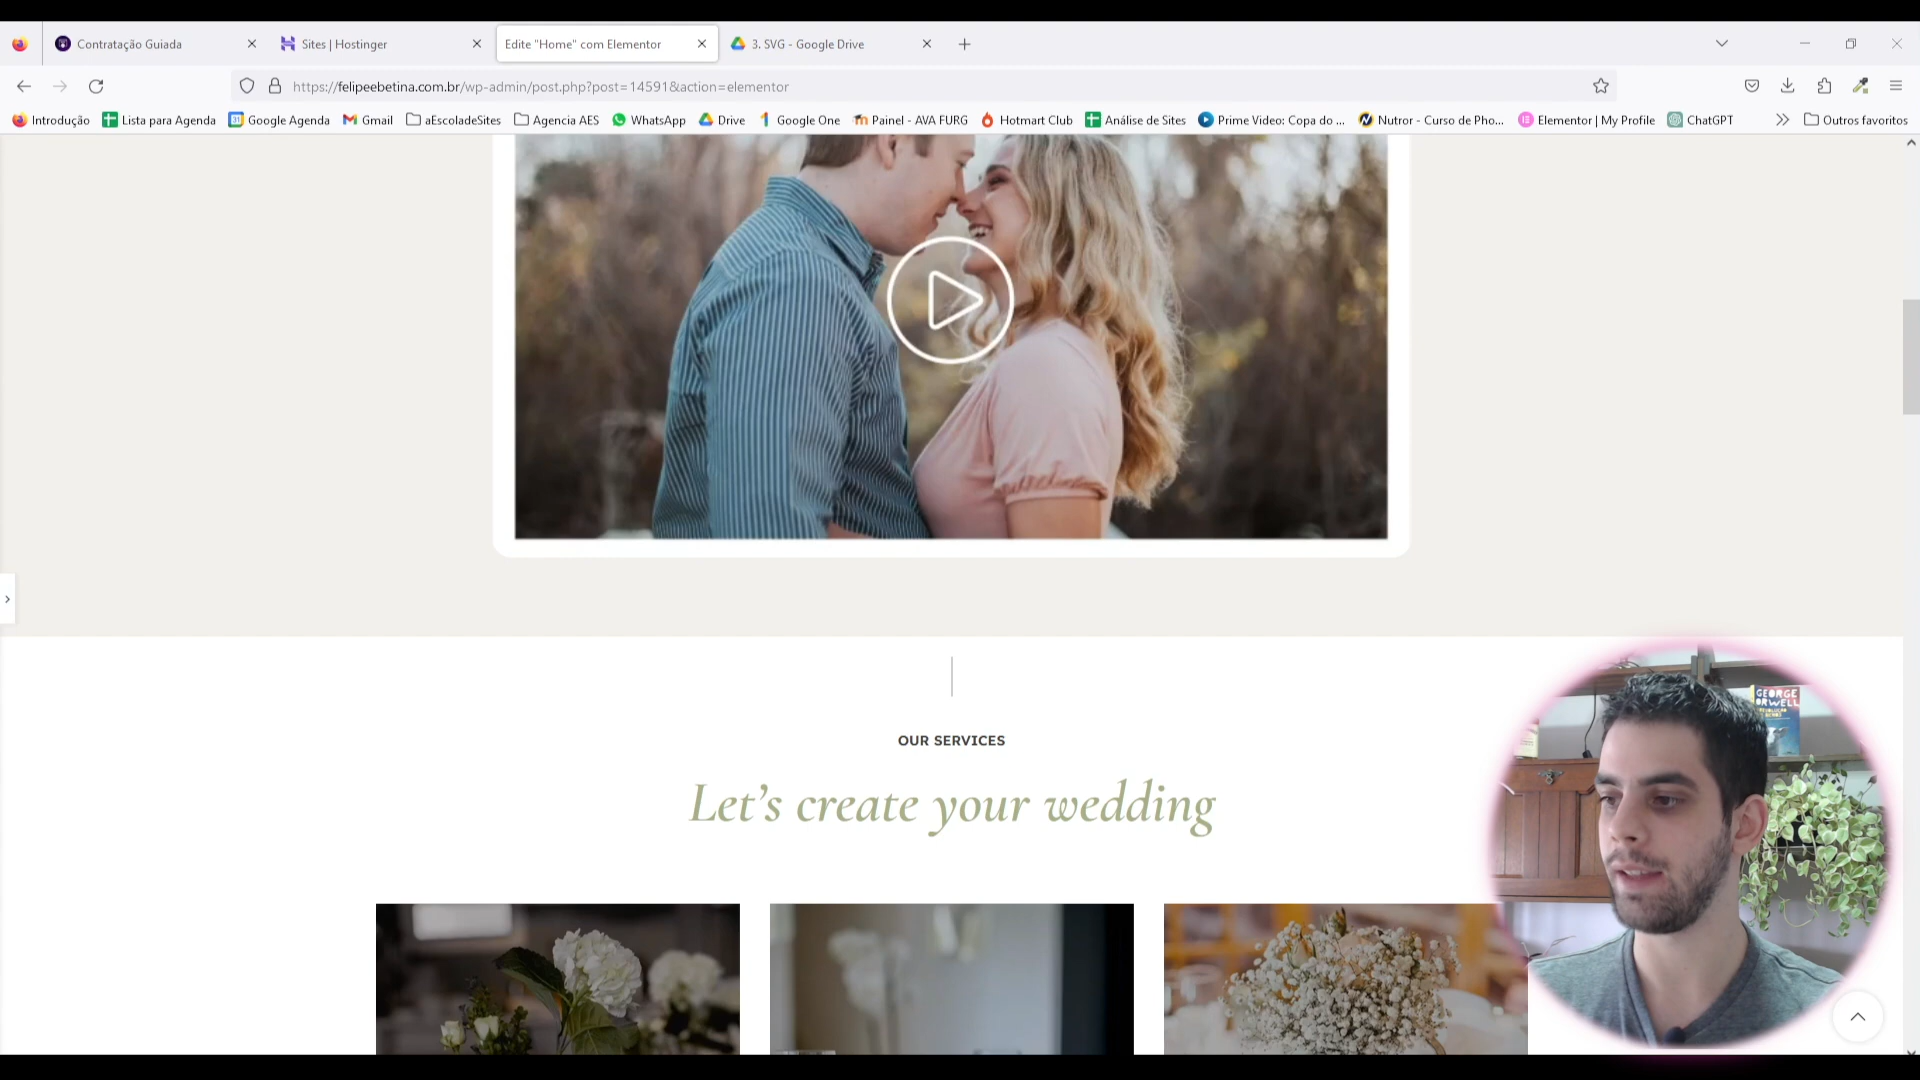 Contratação Guiada
Sites | Hostinger
Edite "Home" com Elementor
3. SVG - Google Drive
https://felipeebetina.com.br/wp-admin/post.php?post=14591&action=elementor
Introdução
Lista para Agenda
Google Agenda
Gmail
aEscoladeSites
Agencia AES
WhatsApp
Drive
Google One
Painel - AVA FURG
Hotmart Club
Análise de Sites
Prime Video: Copa do ...
Nutror - Curso de Pho...
Elementor | My Profile
ChatGPT
Outros favoritos
OUR SERVICES
Let’s create your wedding
GEORGE
ORWELL